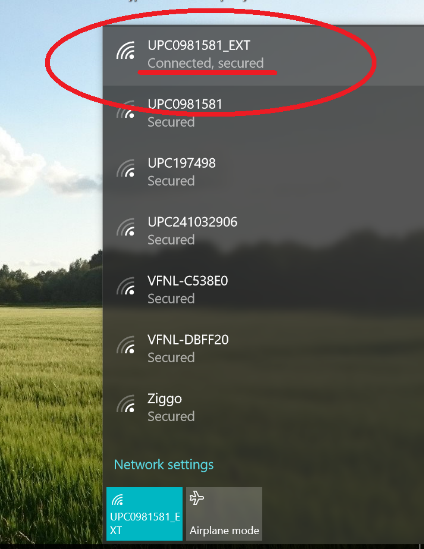 UPC0981581_EXT
Connected, secured
UPC0981581
Secured
UPC197498
Secured
UPC241032906
Secured
VFNL-C538E0
Secured
VFNL-DBFF20
Secured
Ziggo
Secured
Network settings
UPC0981581_E
XT
Airplane mode